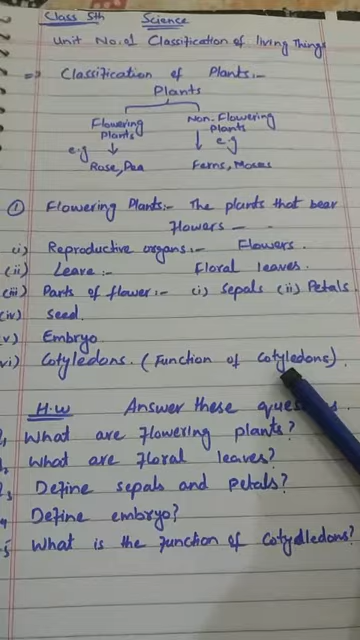 Class 5th Science
Unit No.01 Classification of living Things
=> Classification of Plants:-
Plants
Flowering Plants
Non-Flowering Plants
e.g
e.g
Rose, Pea
Ferns, Moses
① Flowering Plants:- The plants that bear
Flowers -
(i) Reproductive organs:- Flowers.
(ii) Leave:- Floral leaves.
(iii) Parts of flower:- (i) Sepals (ii) Petals.
(iv) Seed.
v) Embryo
vi) Cotyledons. (Function of Cotyledons).
H.W Answer these questions.
What are flowering plants?
2, What are floral leaves?
3 Define sepals and Petals?
4 Define embryo?
5 What is the function of Cotydledons?